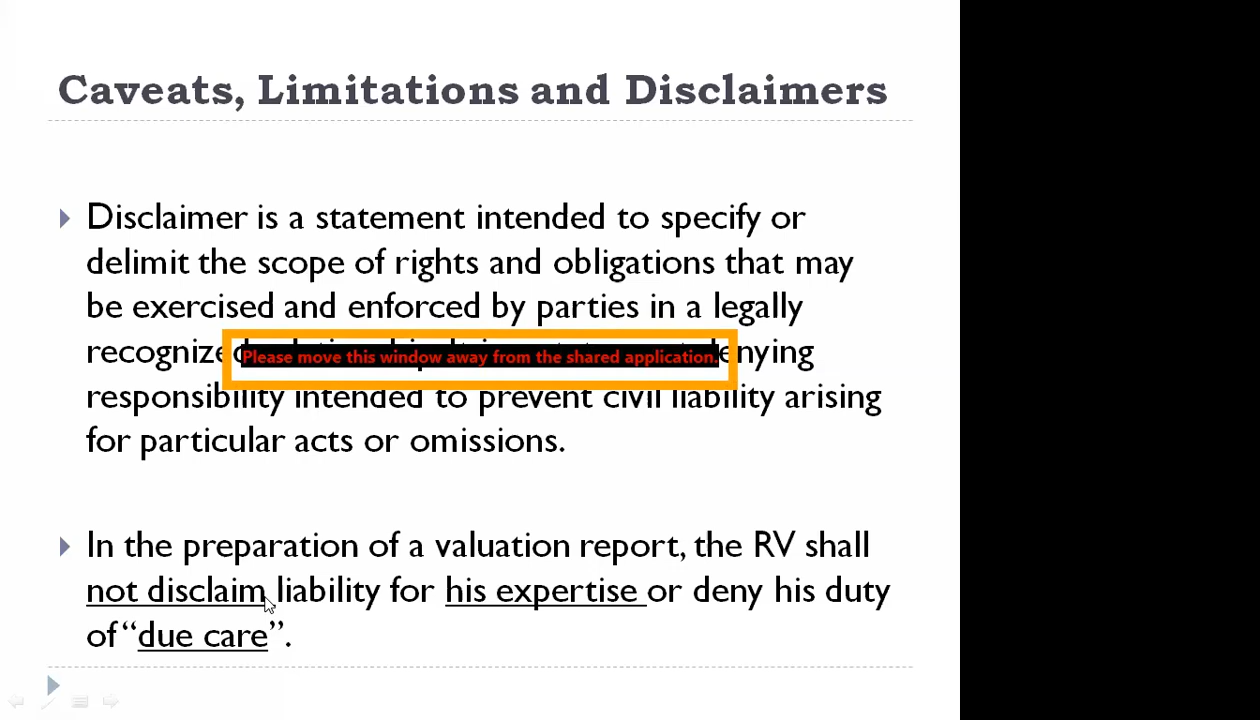 Caveats, Limitations and Disclaimers
Disclaimer is a statement intended to specify or
delimit the scope of rights and obligations that may
be exercised and enforced by parties in a legally
recognized
Please move this window away from the shared application.
enying
responsibility intended to prevent civil liability arising
for particular acts or omissions.
In the preparation of a valuation report, the RV shall
not disclaim liability for his expertise or deny his duty
of “due care”.